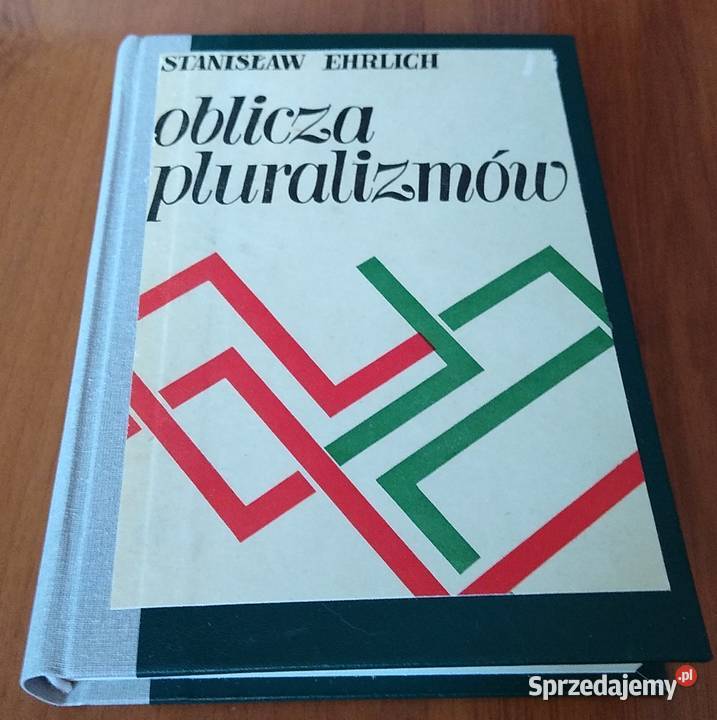 STANISŁAW EHRLICH
oblicza
pluralizmów
Sprzedajemy.pl